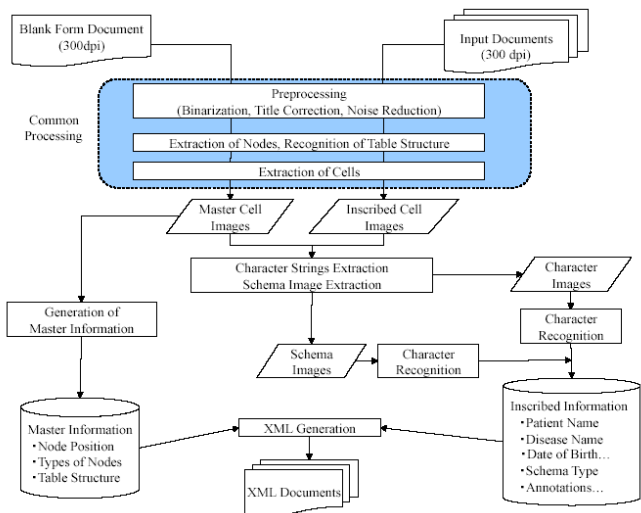 Blank Form Document
(300dpi)
Input Documents
(300 dpi)
Common
Processing
Preprocessing
(Binarization, Title Correction, Noise Reduction)
Extraction of Nodes, Recognition of Table Structure
Extraction of Cells
Master Cell
Images
Inscribed Cell
Images
Character Strings Extraction
Schema Image Extraction
Character
Images
Generation of
Master Information
Character
Recognition
Schema
Images
Character
Recognition
Master Information
・Node Position
・Types of Nodes
・Table Structure
XML Generation
XML Documents
Inscribed Information
・Patient Name
・Disease Name
・Date of Birth…
・Schema Type
・Annotations…